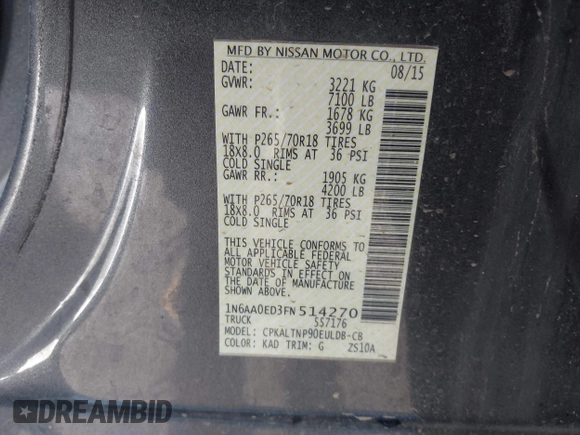 MFD BY NISSAN MOTOR CO., LTD.
DATE: 08/15
GVWR: 3221 KG
7100 LB
GAWR FR.: 1678 KG
3699 LB
WITH P265/70R18 TIRES
18X8.0 RIMS AT 36 PSI
COLD SINGLE
GAWR RR.: 1905 KG
4200 LB
WITH P265/70R18 TIRES
18X8.0 RIMS AT 36 PSI
COLD SINGLE
THIS VEHICLE CONFORMS TO
ALL APPLICABLE FEDERAL
MOTOR VEHICLE SAFETY
STANDARDS IN EFFECT ON
THE DATE OF MANUFACTURE
SHOWN ABOVE.
1N6AA0ED3FN514270
TRUCK 557176
MODEL: CPKALTNP90EULDB-CB
COLOR: KAD TRIM: G ZS10A
AUTOBIDMASTER